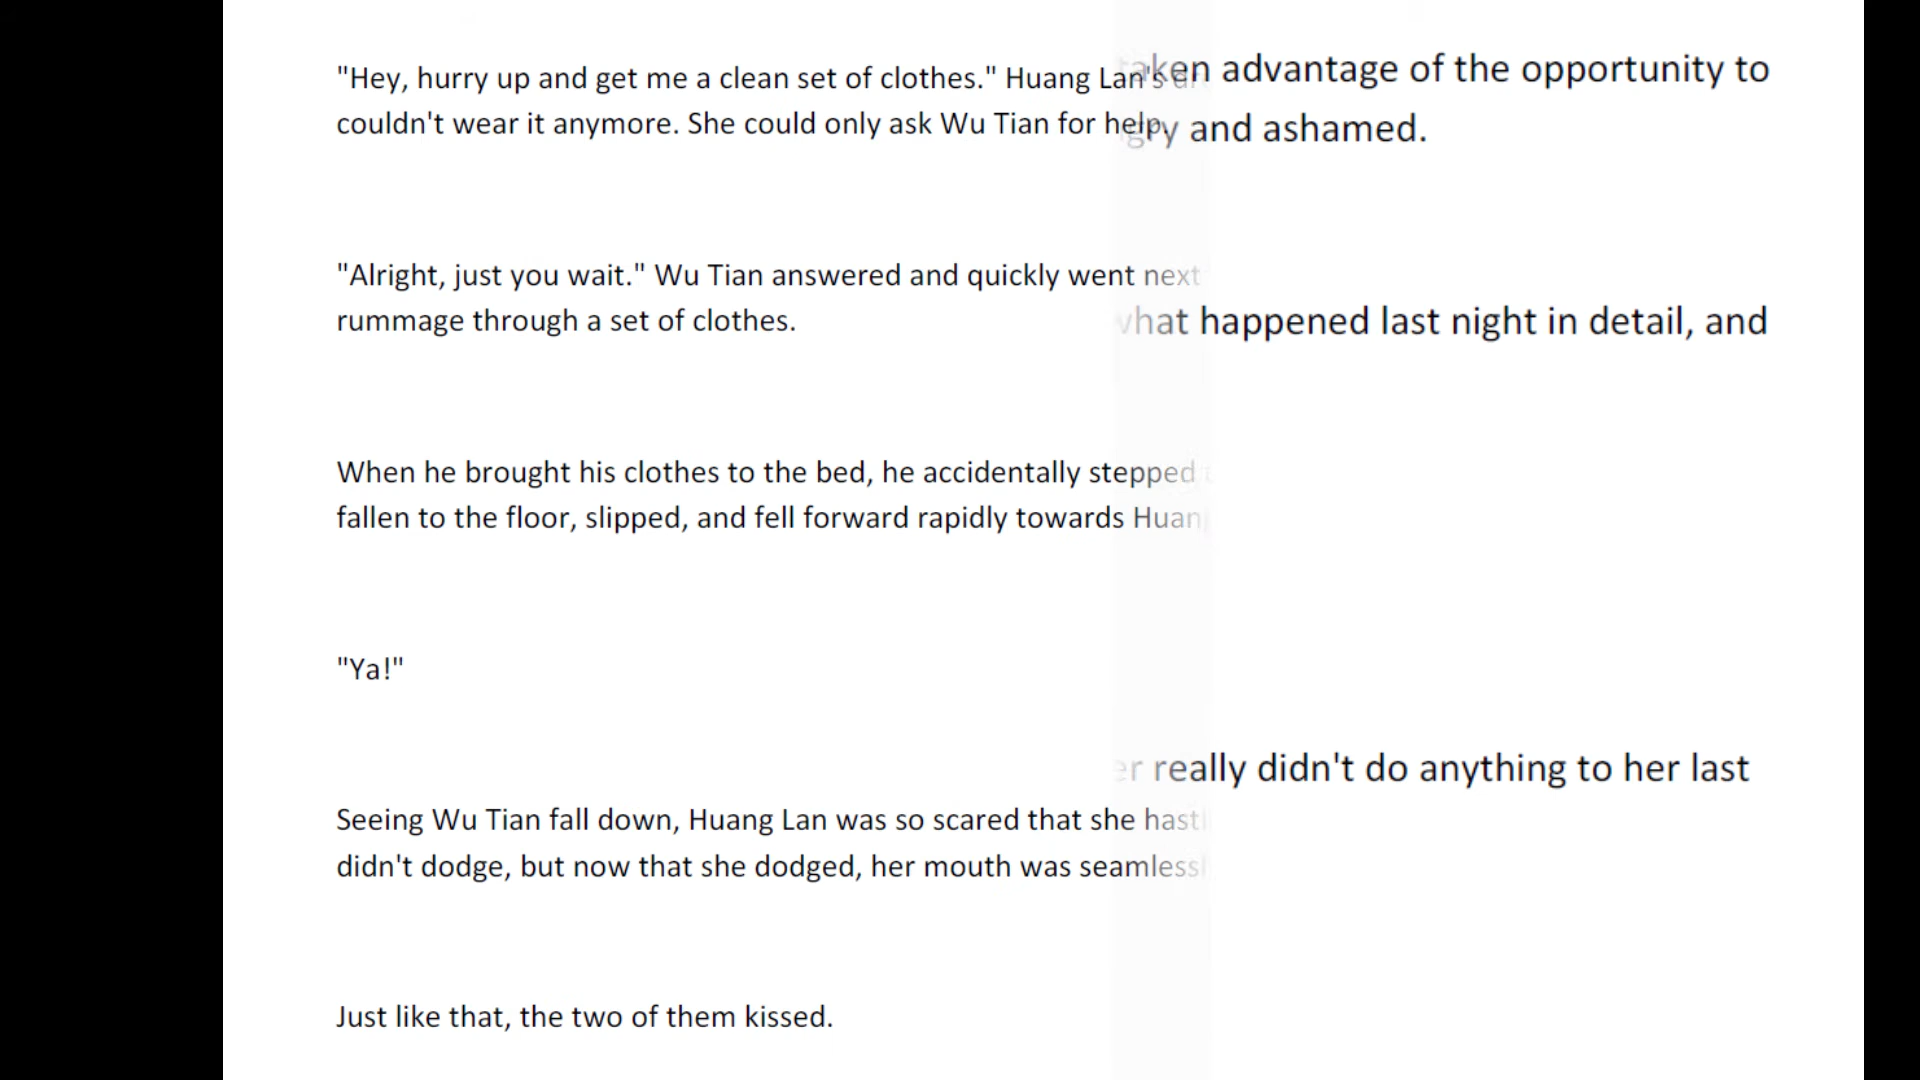 "Hey, hurry up and get me a clean set of clothes." Huang Lan's
couldn't wear it anymore. She could only ask Wu Tian for help.
"Alright, just you wait." Wu Tian answered and quickly went next
rummage through a set of clothes.
When he brought his clothes to the bed, he accidentally stepped
fallen to the floor, slipped, and fell forward rapidly towards
"Ya!"
Seeing Wu Tian fall down, Huang Lan was so scared that she
didn't dodge, but now that she dodged, her mouth was
Just like that, the two of them kissed.
advantage of the opportunity to
and ashamed.
what happened last night in detail, and
really didn't do anything to her last